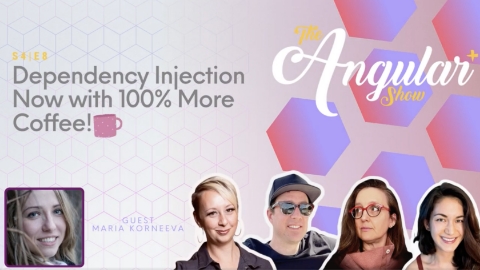 S4|E8
Dependency Injection
Now with 100% More
Coffee!
The
Angular+
Show
GUEST
MARIA KORNEEVA